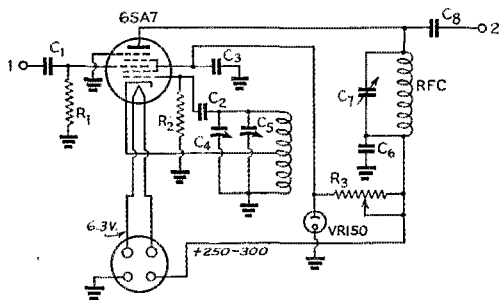 6SA7
C8
2
1
C1
C3
C2
C7
RFC
R1
R2
C4
C5
C6
R3
6.3V.
VR150
+250-300